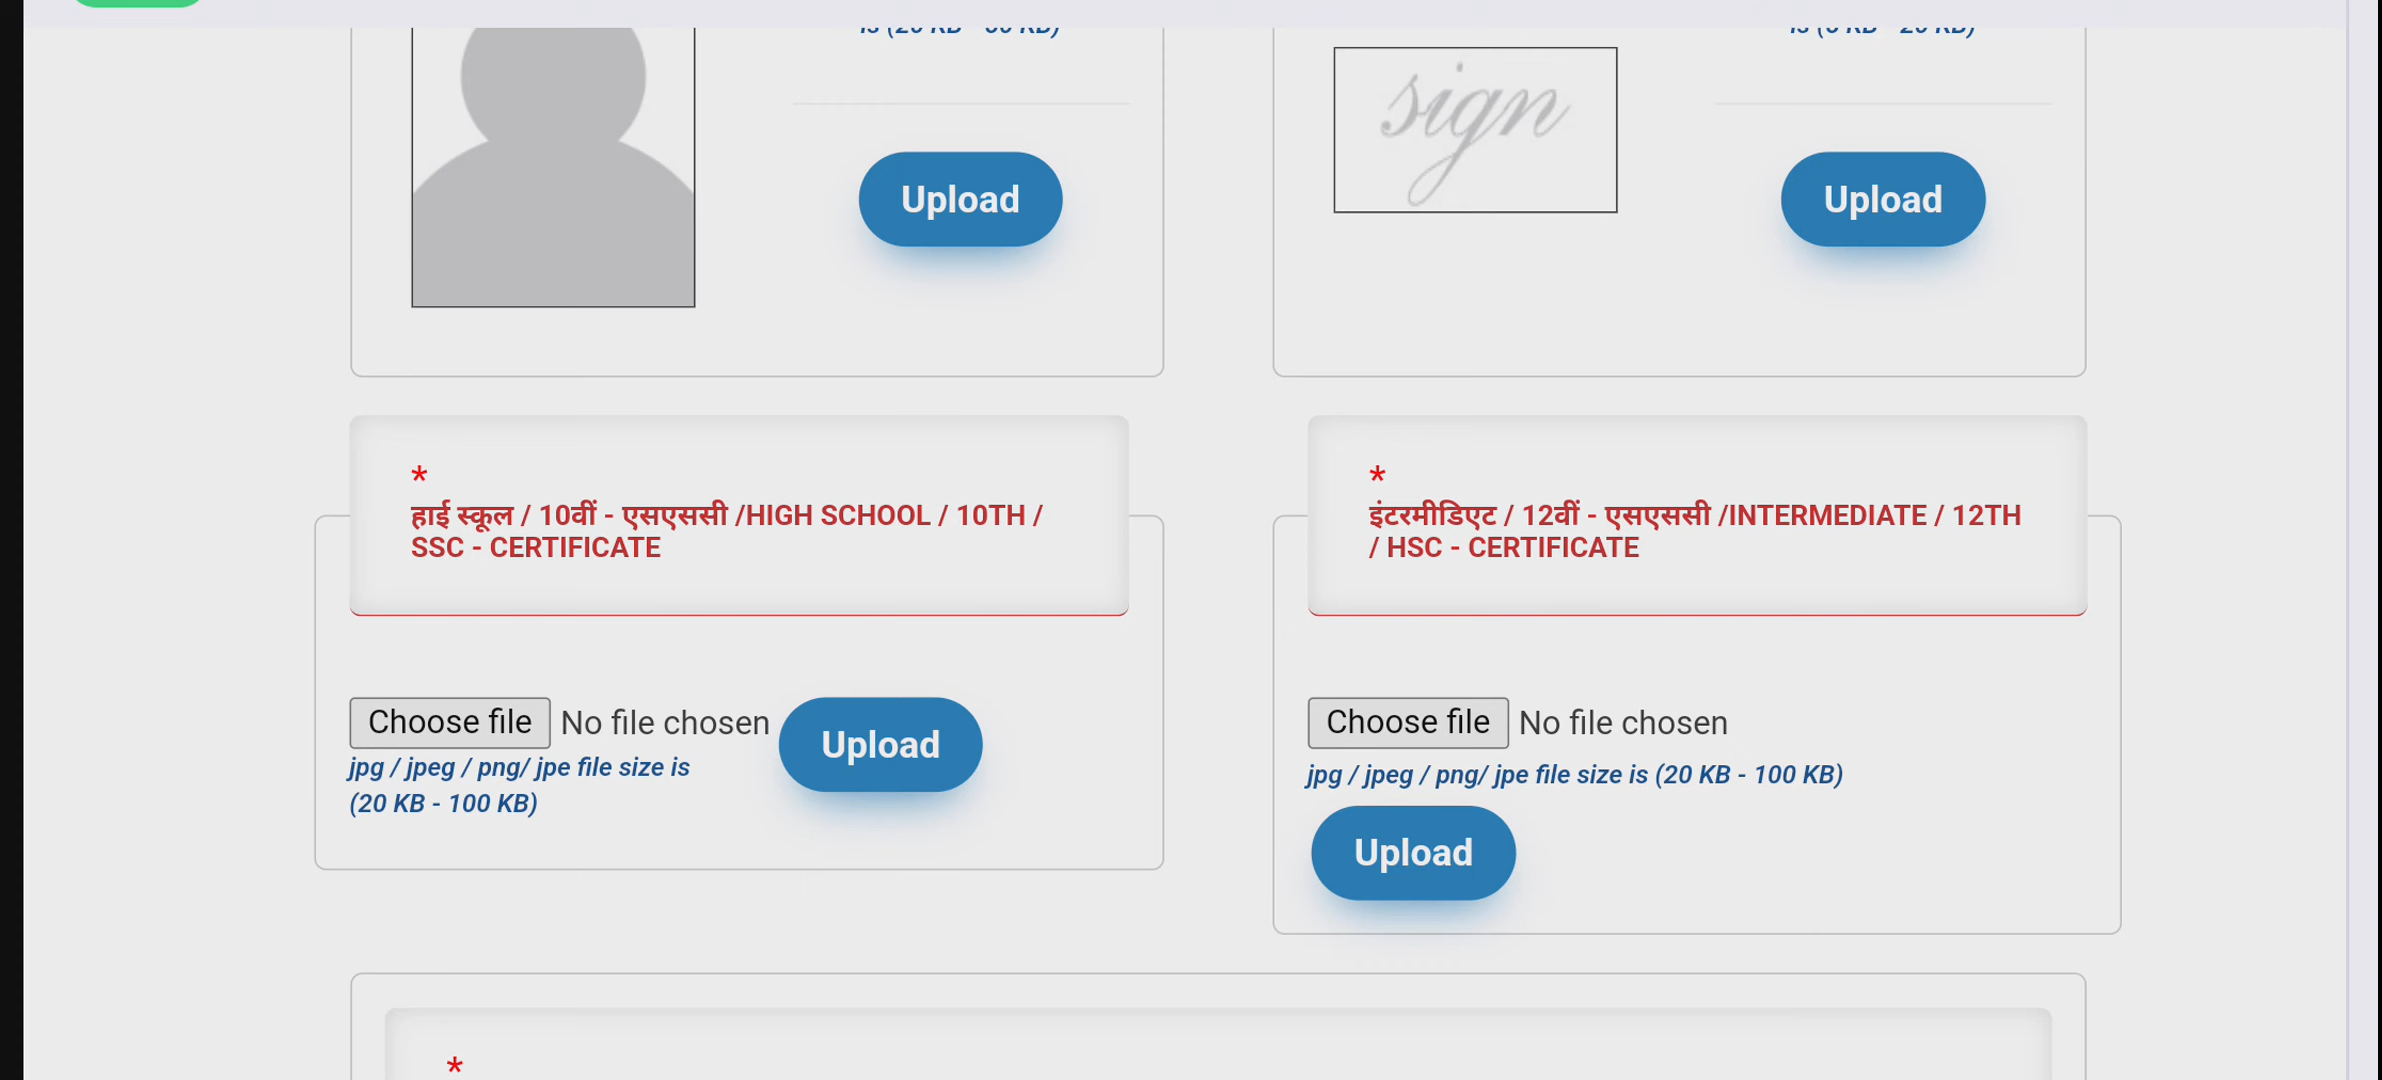 Upload
sign
Upload
*
हाई स्कूल / 10वीं - एसएससी /HIGH SCHOOL / 10TH /
SSC - CERTIFICATE
*
इंटरमीडिएट / 12वीं - एसएससी /INTERMEDIATE / 12TH
/ HSC - CERTIFICATE
Choose file No file chosen
Upload
jpg / jpeg / png/ jpe file size is
(20 KB - 100 KB)
Choose file No file chosen
jpg / jpeg / png/ jpe file size is (20 KB - 100 KB)
Upload
*